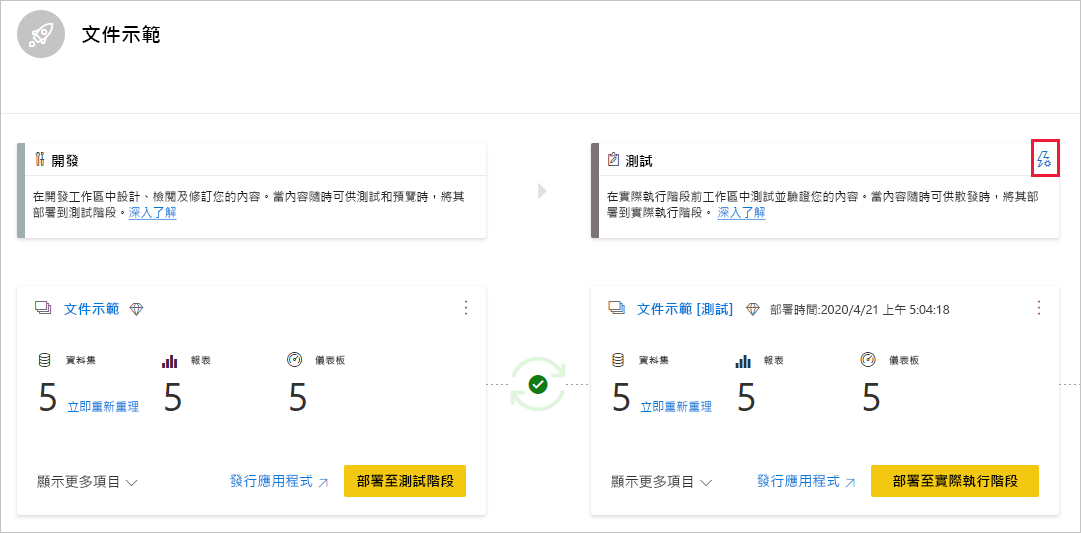 文件示範
開發
在開發工作區中設計、檢閱及修訂您的內容。當內容隨時可供測試和預覽時，將其
部署到測試階段。深入了解
測試
在實際執行階段前工作區中測試並驗證您的內容。當內容隨時可供散發時，將其部
署到實際執行階段。 深入了解
文件示範
資料集
報表
儀表板
5 立即重新重理
5
5
顯示更多項目
發行應用程式
部署至測試階段
文件示範 [測試]
部署時間:2020/4/21 上午 5:04:18
資料集
報表
儀表板
5 立即重新重理
5
5
顯示更多項目
發行應用程式
部署至實際執行階段